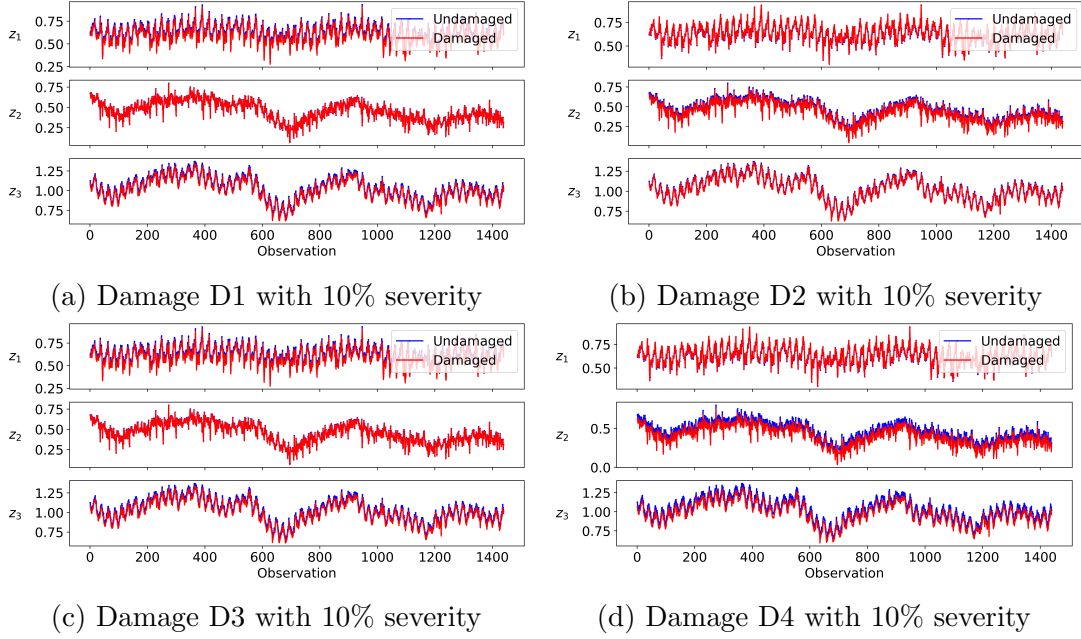 0.75
0.50
0.25
z1
Undamaged
Damaged
0.75
0.50
0.25
z2
1.25
1.00
0.75
z3
0 200 400 600 800 1000 1200 1400
Observation
(a) Damage D1 with 10% severity
0.75
0.50
z1
Undamaged
Damaged
0.75
0.50
0.25
z2
1.25
1.00
0.75
z3
0 200 400 600 800 1000 1200 1400
Observation
(b) Damage D2 with 10% severity
0.75
0.50
0.25
z1
Undamaged
Damaged
0.75
0.50
0.25
z2
1.25
1.00
0.75
z3
0 200 400 600 800 1000 1200 1400
Observation
(c) Damage D3 with 10% severity
0.75
0.50
z1
Undamaged
Damaged
0.5
0.0
z2
1.25
1.00
0.75
z3
0 200 400 600 800 1000 1200 1400
Observation
(d) Damage D4 with 10% severity